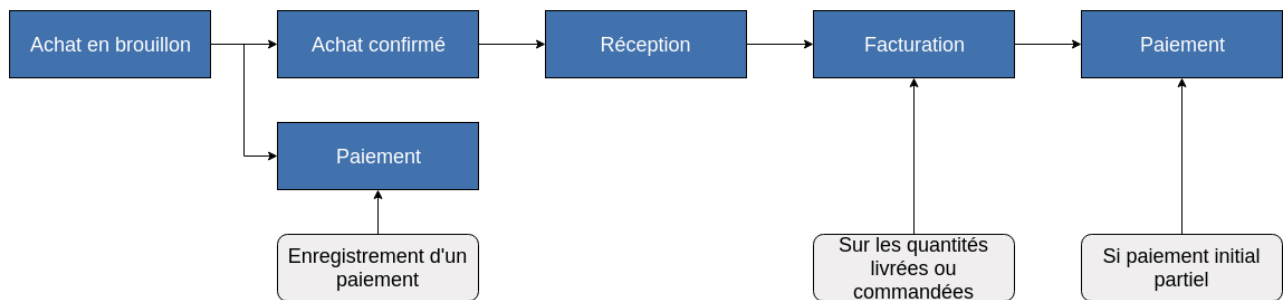 Achat en brouillon
Achat confirmé
Réception
Facturation
Paiement
Paiement
Enregistrement d'un
paiement
Sur les quantités
livrées ou
commandées
Si paiement initial
partiel